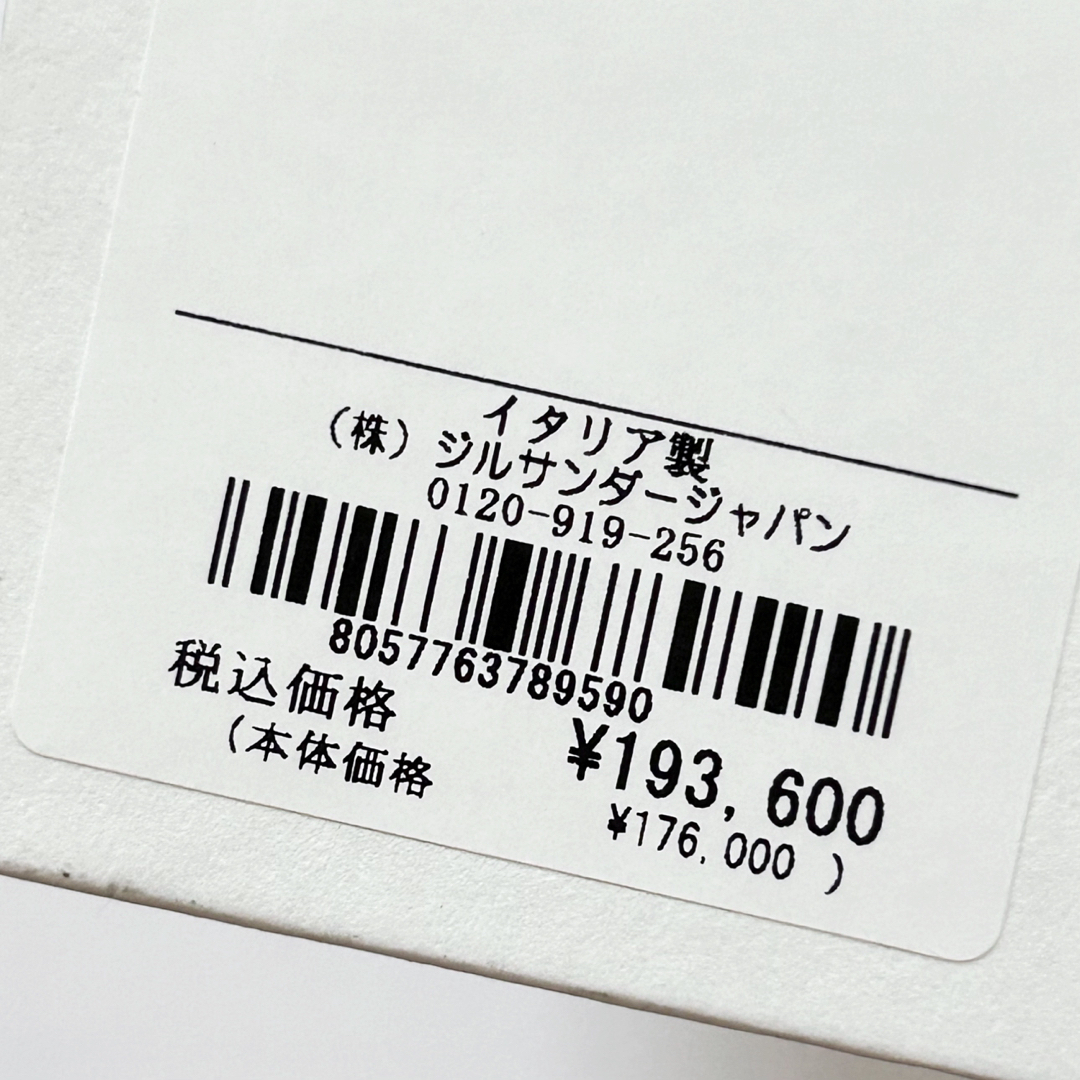 イタリア製
（株）ジルサンダージャパン
0120-919-256
8057763789590
税込価格 ¥193,600
（本体価格 ¥176,000 ）